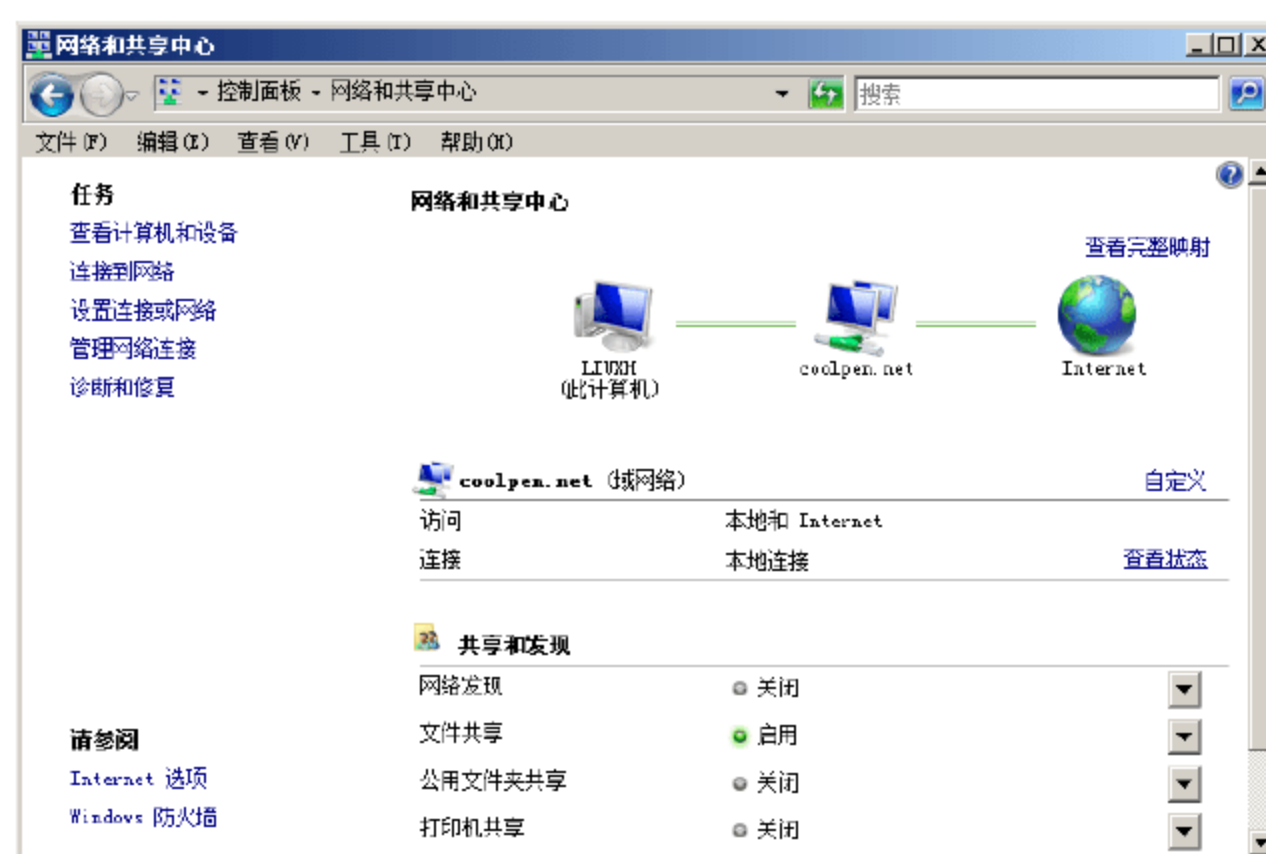 网络和共享中心
控制面板 网络和共享中心
搜索
文件(F) 编辑(E) 查看(V) 工具(T) 帮助(H)
任务
查看计算机和设备
连接到网络
设置连接或网络
管理网络连接
诊断和修复
请参阅
Internet 选项
Windows 防火墙
网络和共享中心
查看完整映射
LIUXH
(此计算机)
coolpen.net
Internet
coolpen.net (域网络) 自定义
访问 本地和 Internet
连接 本地连接 查看状态
共享和发现
网络发现 关闭
文件共享 启用
公用文件夹共享 关闭
打印机共享 关闭